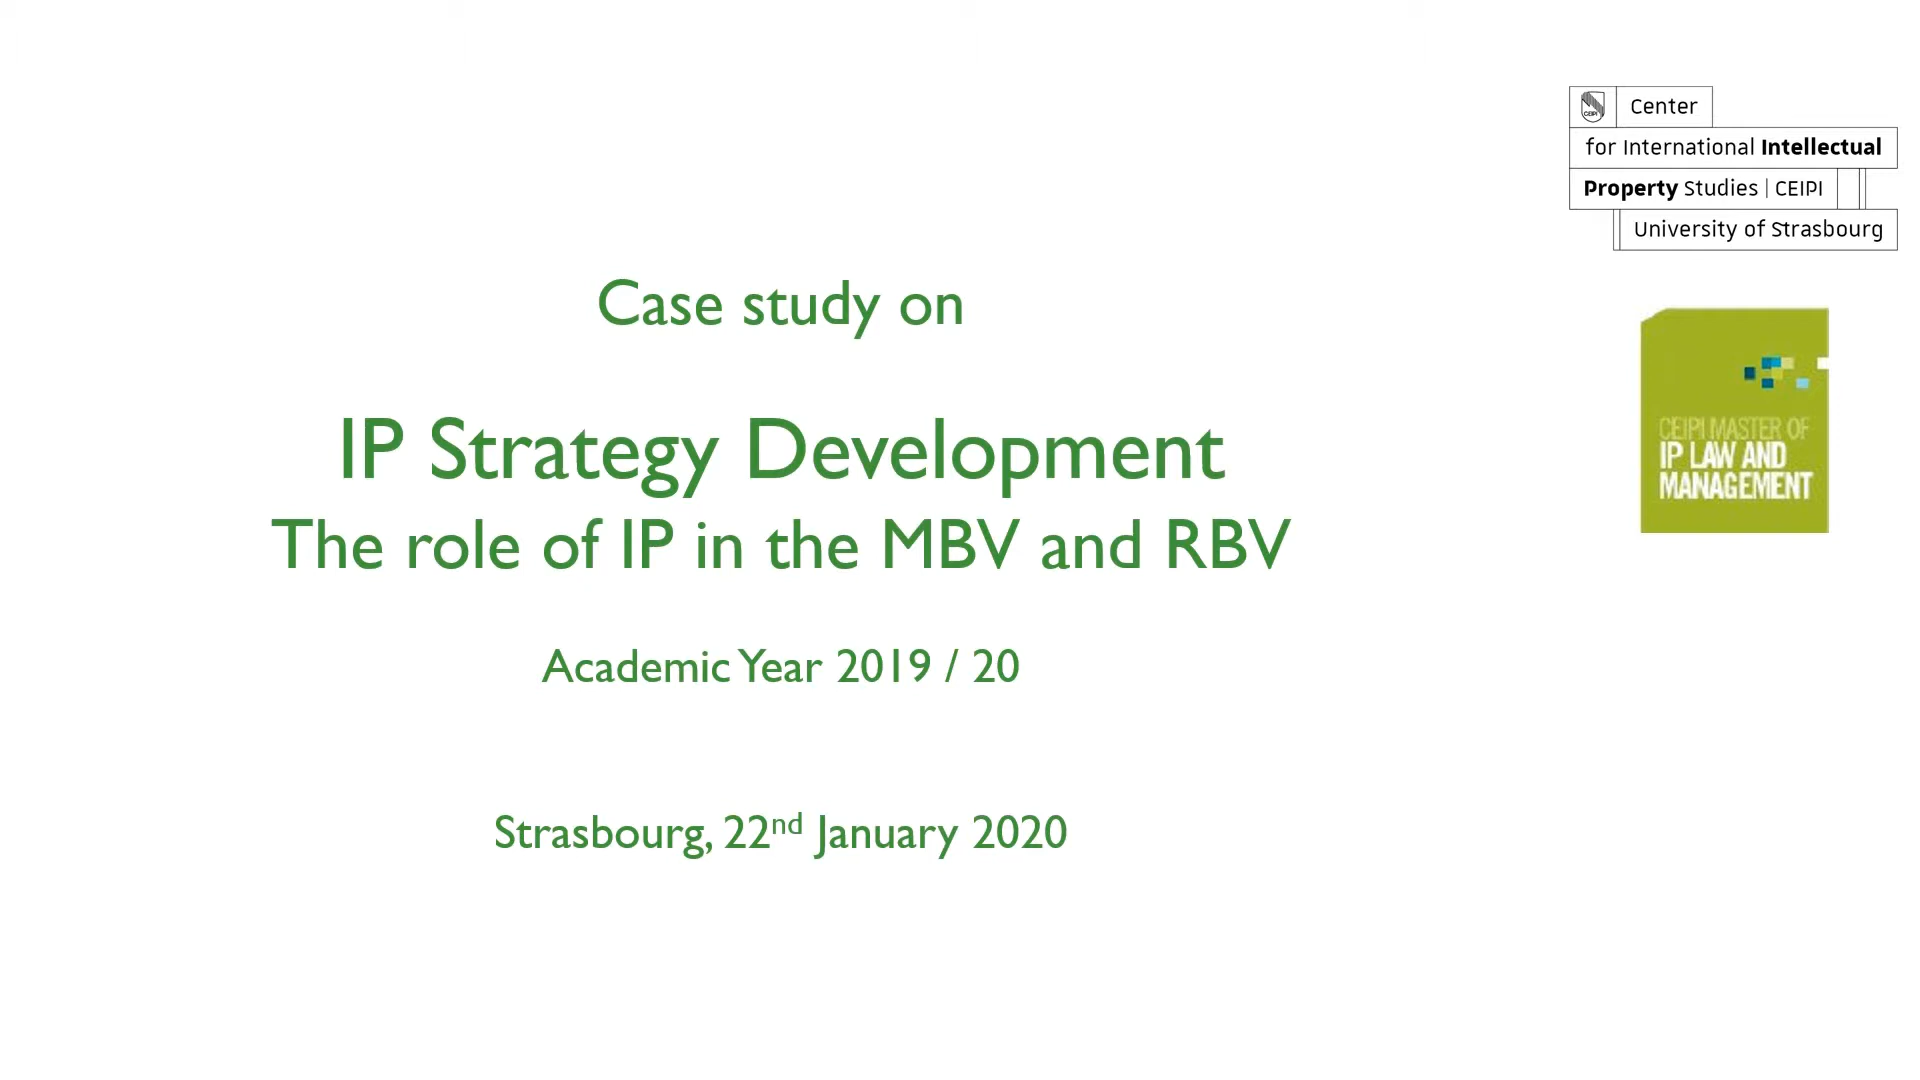 Center
for International Intellectual
Property Studies | CEIPI
University of Strasbourg
Case study on
IP Strategy Development
The role of IP in the MBV and RBV
Academic Year 2019 / 20
Strasbourg, 22nd January 2020
CEIPI MASTER OF
IP LAW AND
MANAGEMENT
CEIPI